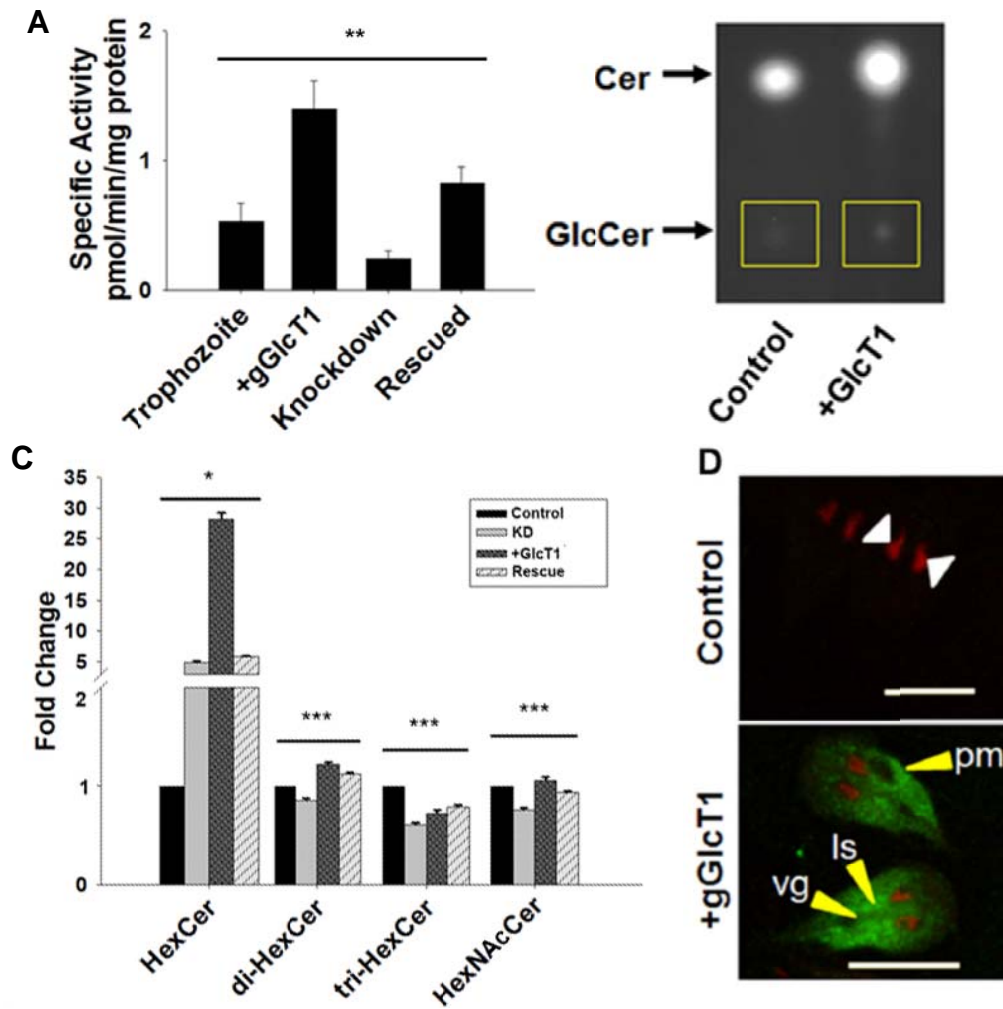 A
Specific Activity
pmol/min/mg protein
2
1
0
**
Trophozoite
+gGlcT1
Knockdown
Rescued
Cer
GlcCer
Control
+GlcT1
C
Fold Change
35
30
25
20
15
10
5
2
1
0
*
***
***
***
Control
KD
+GlcT1
Rescue
HexCer
di-HexCer
tri-HexCer
HexNAcCer
D
Control
+gGlcT1
pm
ls
vg